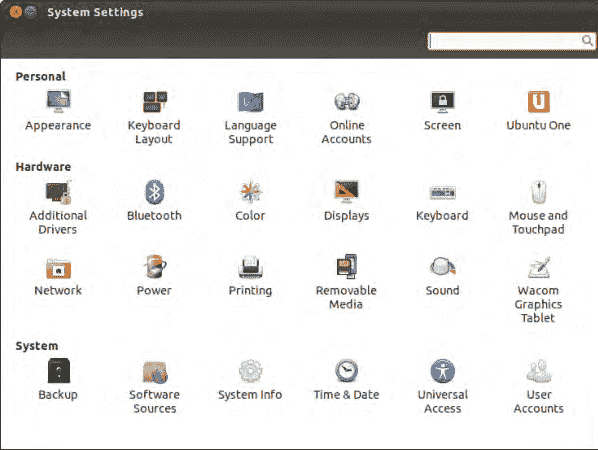 System Settings
Personal
Appearance
Keyboard
Layout
Language
Support
Online
Accounts
Screen
Ubuntu One
Hardware
Additional
Drivers
Bluetooth
Color
Displays
Keyboard
Mouse and
Touchpad
Network
Power
Printing
Removable
Media
Sound
Wacom
Graphics
Tablet
System
Backup
Software
Sources
System Info
Time & Date
Universal
Access
User
Accounts